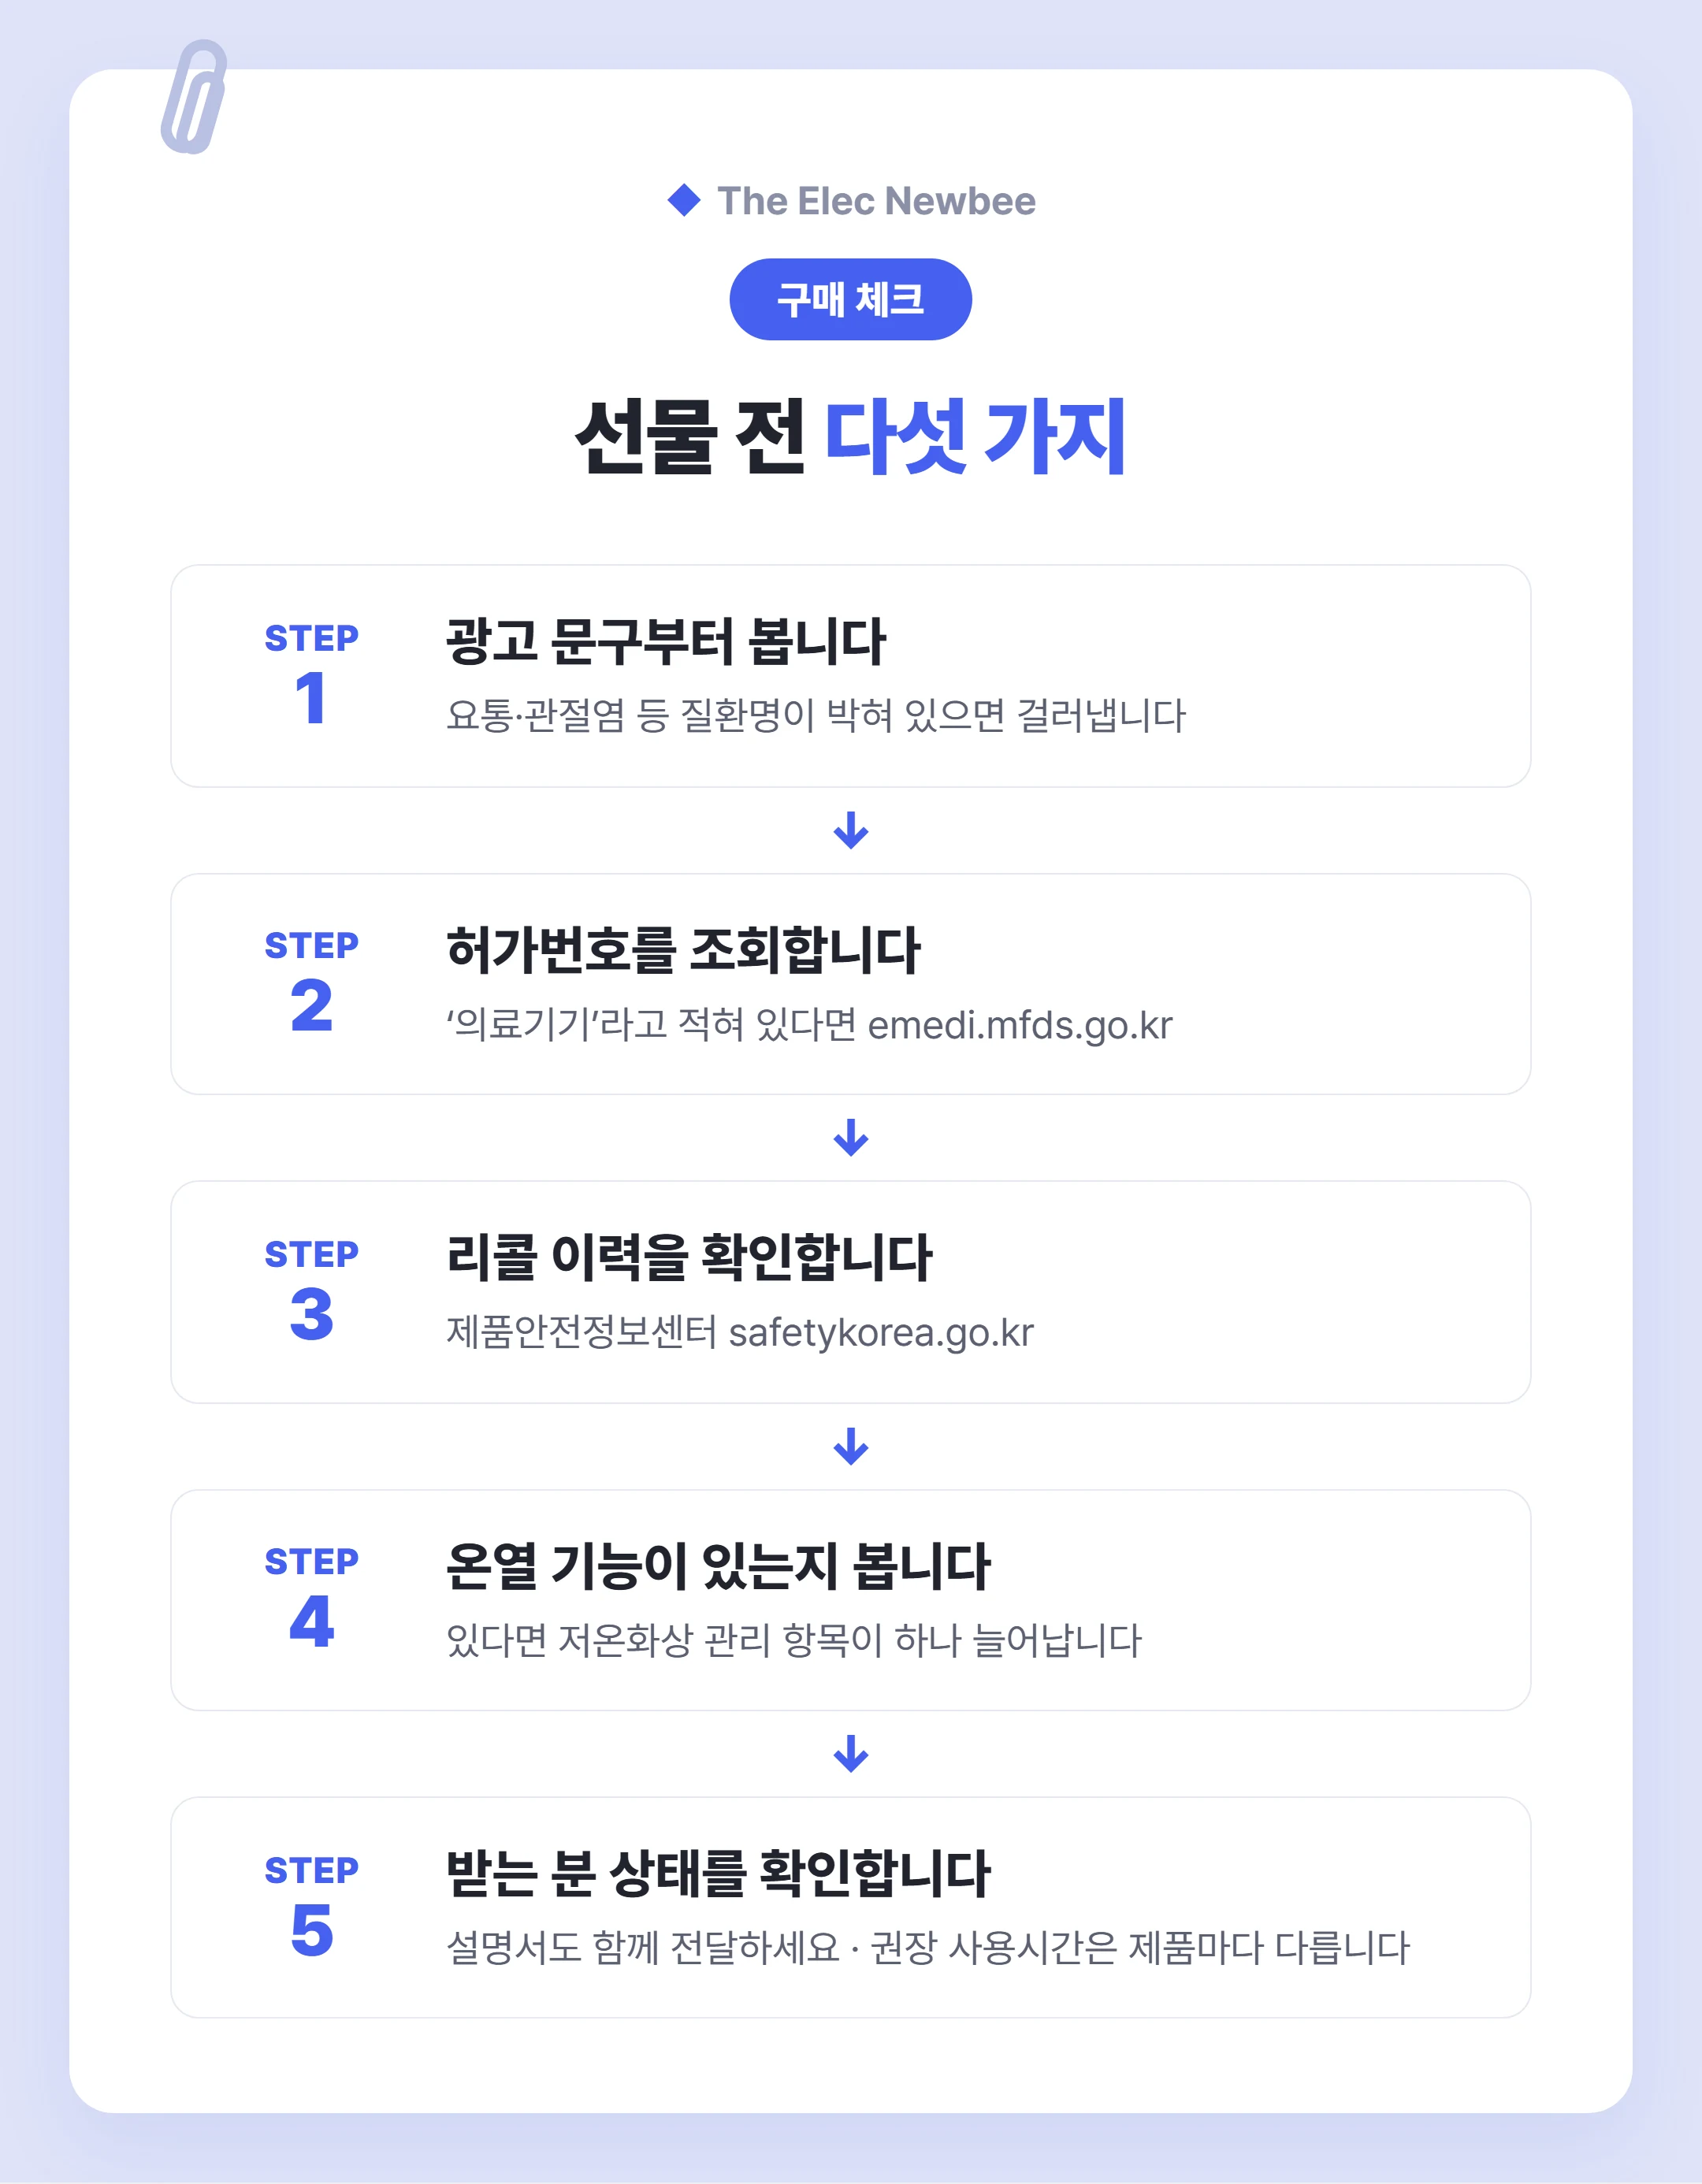 The Elec Newbee
구매 체크
선물 전 다섯 가지
STEP
1
광고 문구부터 봅니다
요통·관절염 등 질환명이 박혀 있으면 걸러냅니다
STEP
2
허가번호를 조회합니다
‘의료기기’라고 적혀 있다면 emedi.mfds.go.kr
STEP
3
리콜 이력을 확인합니다
제품안전정보센터 safetykorea.go.kr
STEP
4
온열 기능이 있는지 봅니다
있다면 저온화상 관리 항목이 하나 늘어납니다
STEP
5
받는 분 상태를 확인합니다
설명서도 함께 전달하세요 · 권장 사용시간은 제품마다 다릅니다